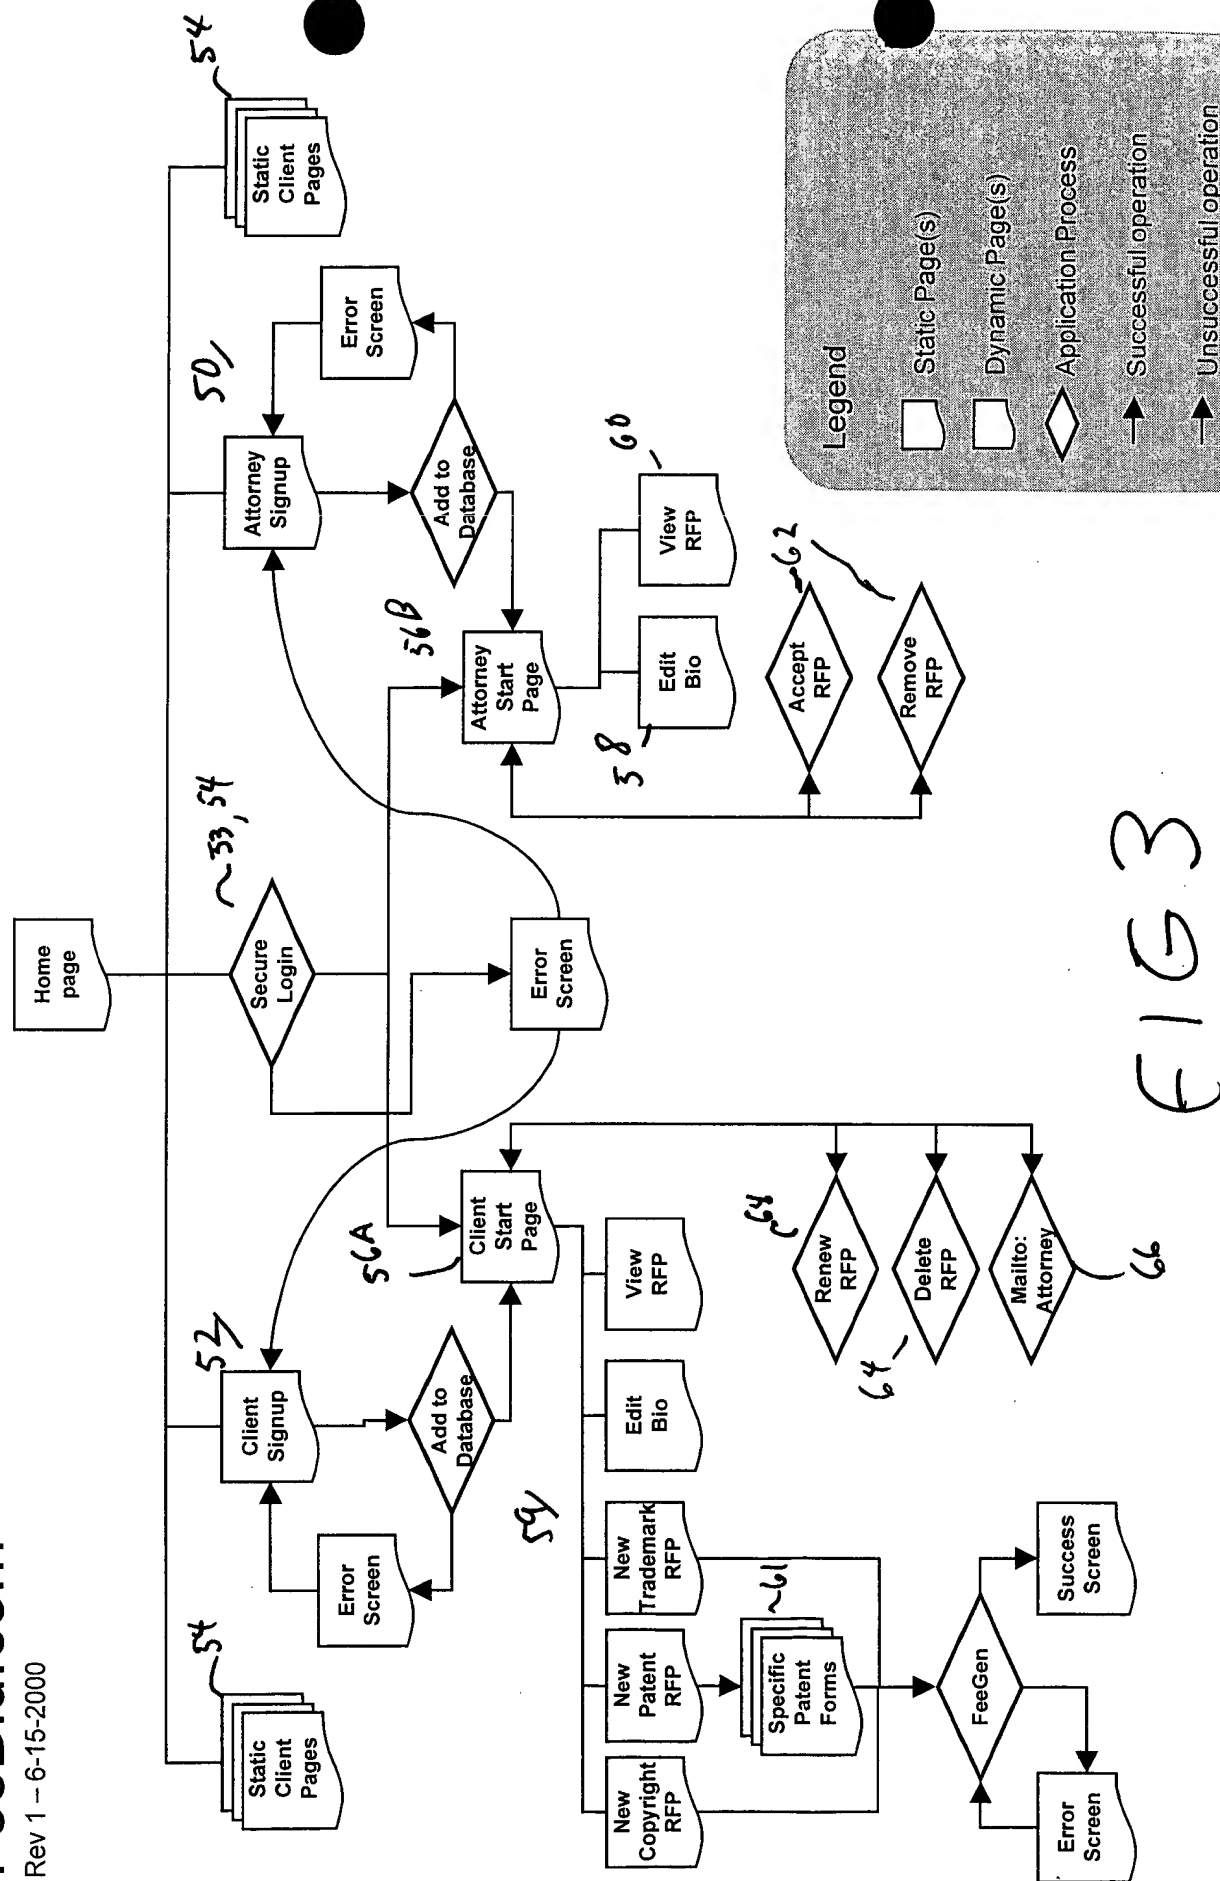 Rev 1 – 6-15-2000
Home
page
Static
Client
Pages
54
Client
Signup
52
Secure
Login
33, 54
Attorney
Signup
50
Static
Client
Pages
54
Error
Screen
Error
Screen
Add to
Database
Add to
Database
Client
Start
Page
56A
Error
Screen
Attorney
Start
Page
56B
59
New
Copyright
RFP
New
Patent
RFP
New
Trademark
RFP
Edit
Bio
View
RFP
Edit
Bio
58
View
RFP
60
Specific
Patent
Forms
61
Renew
RFP
68
Delete
RFP
64
Mailto:
Attorney
66
Accept
RFP
62
Remove
RFP
FeeGen
Error
Screen
Success
Screen
Legend
Static Page(s)
Dynamic Page(s)
Application Process
Successful operation
Unsuccessful operation
FIG 3